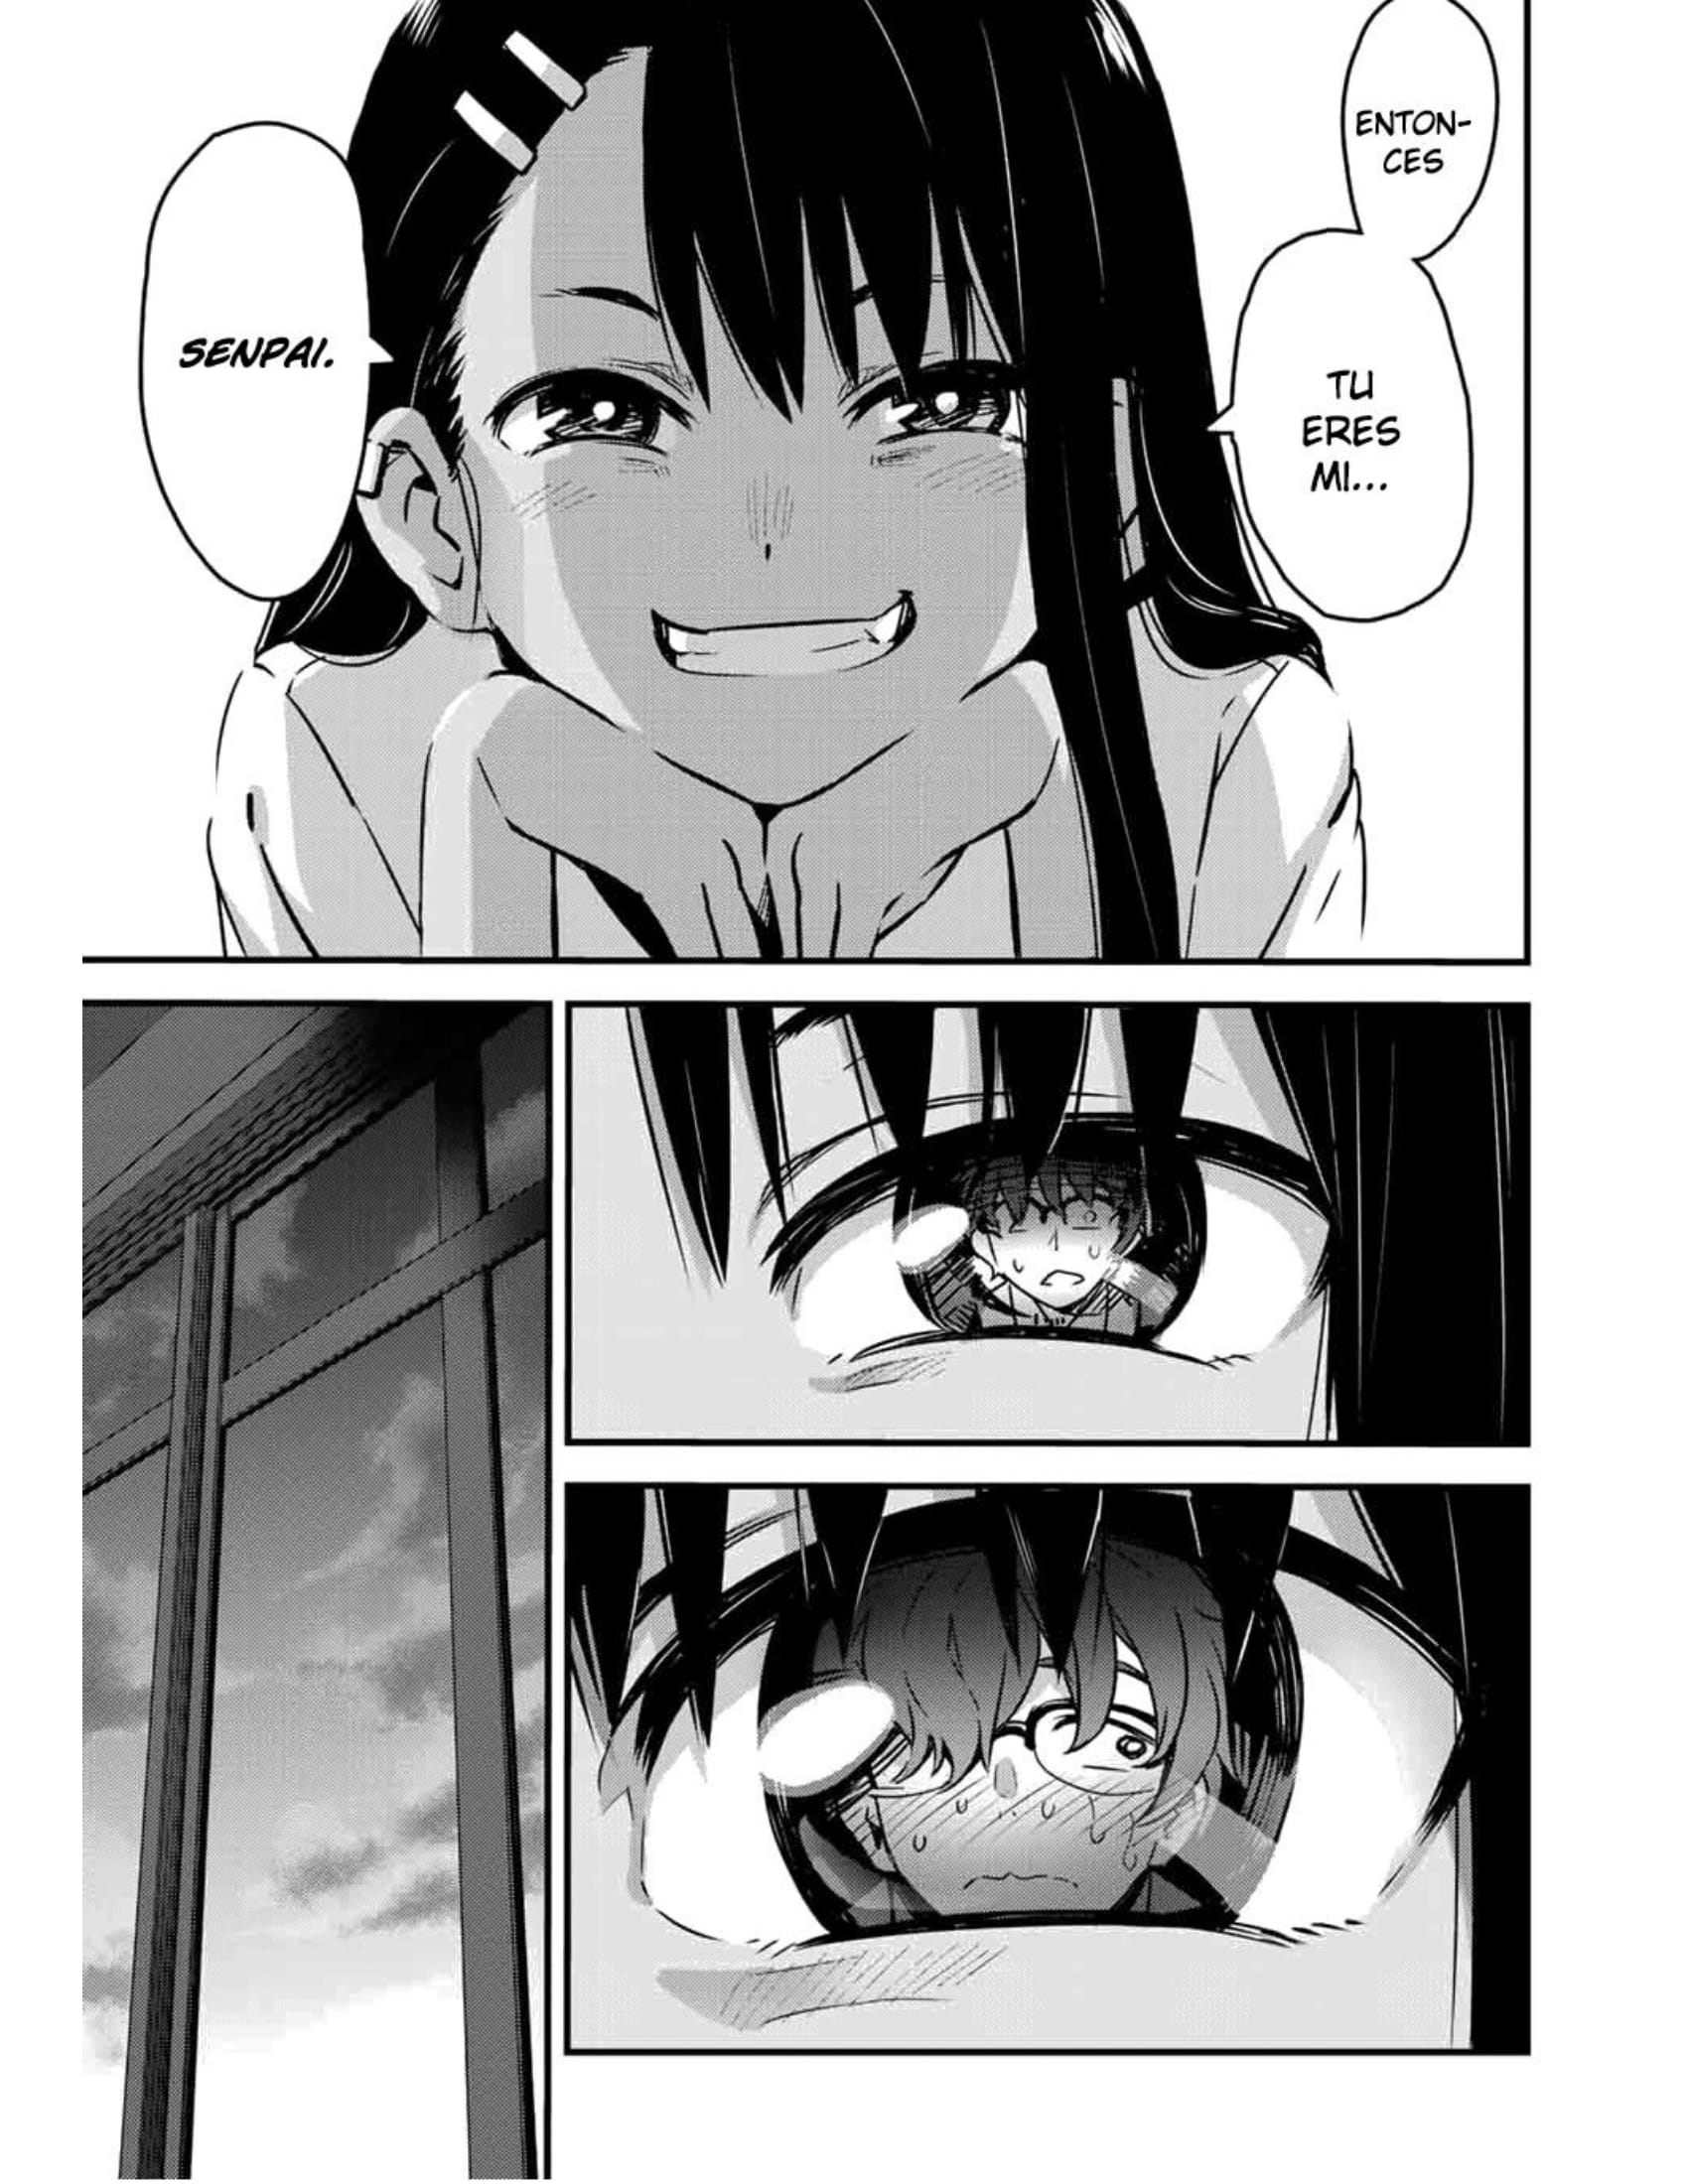 ENTON-
CES
TU
ERES
MI...
SENPAI.